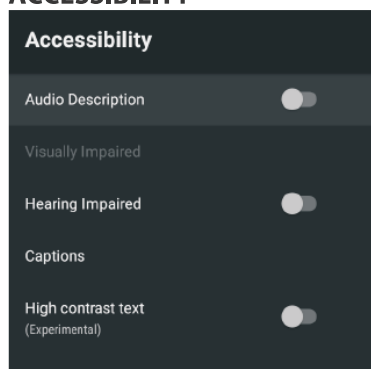 ACCESSIBILITY
Accessibility
Audio Description
Visually Impaired
Hearing Impaired
Captions
High contrast text
(Experimental)